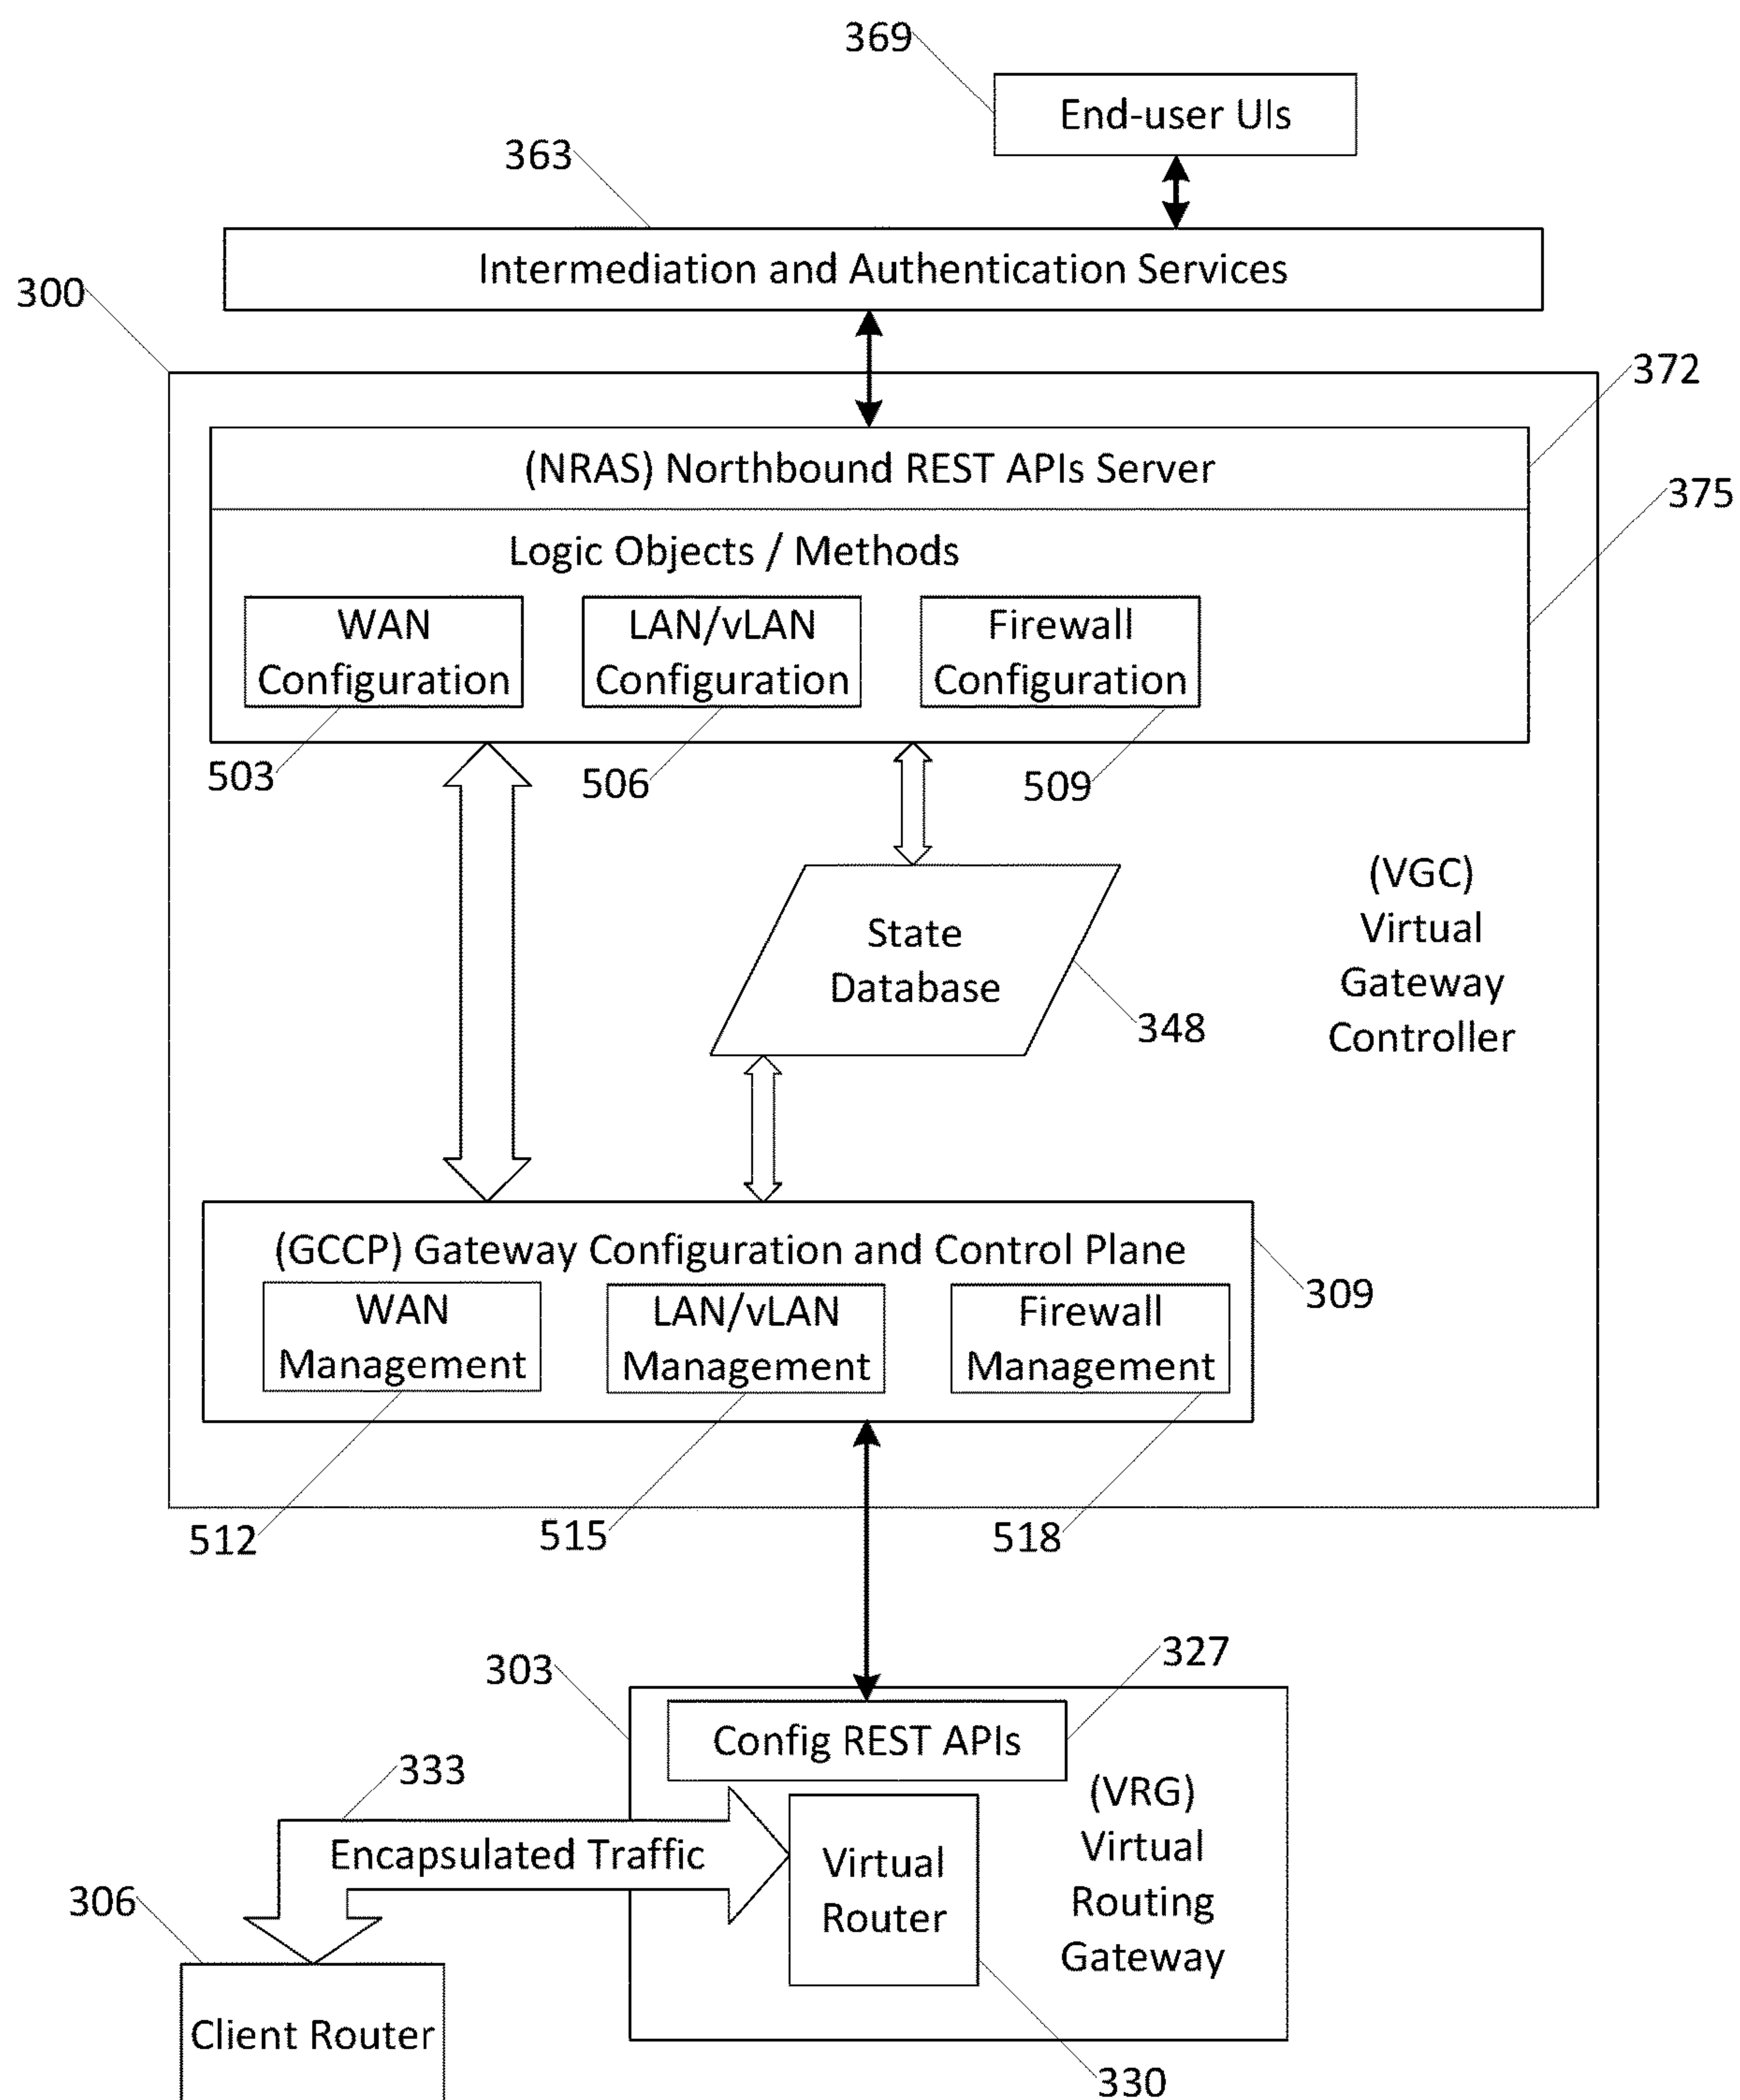 369
End-user UIs
363
Intermediation and Authentication Services
300
372
(NRAS) Northbound REST APIs Server
375
Logic Objects / Methods
WAN
Configuration
LAN/vLAN
Configuration
Firewall
Configuration
503
506
509
State
Database
348
(VGC)
Virtual
Gateway
Controller
(GCCP) Gateway Configuration and Control Plane
309
WAN
Management
LAN/vLAN
Management
Firewall
Management
512
515
518
303
327
Config REST APIs
333
Encapsulated Traffic
Virtual
Router
(VRG)
Virtual
Routing
Gateway
306
Client Router
330